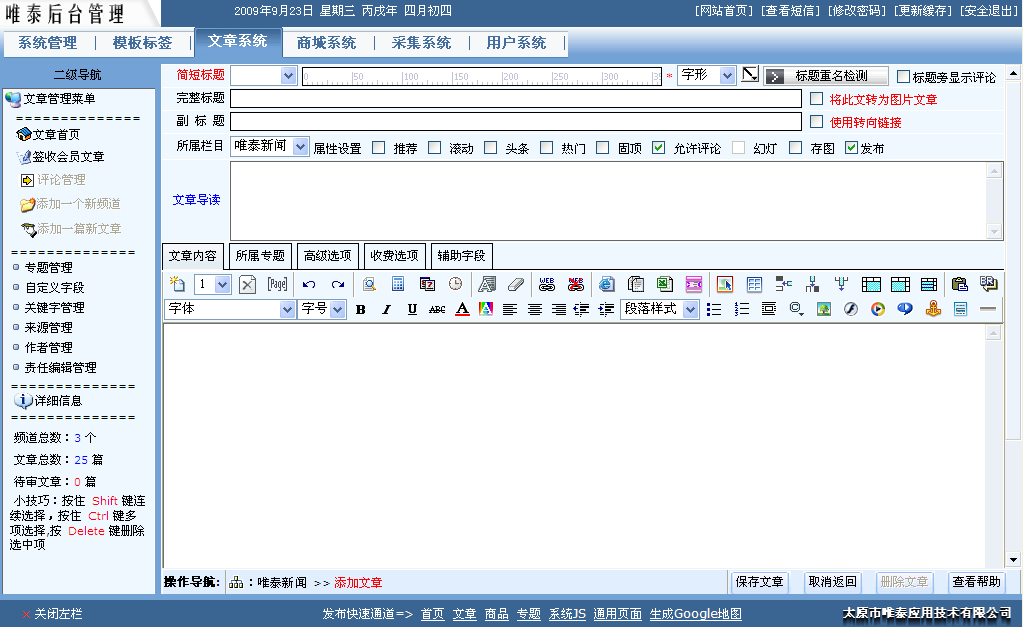 唯泰后台管理
2009年9月23日 星期三 丙戌年 四月初四
[网站首页] [查看短信] [修改密码] [更新缓存] [安全退出]
系统管理 | 模板标签 | 文章系统 商城系统 | 采集系统 | 用户系统
二级导航
文章管理菜单
==============
文章首页
签收会员文章
评论管理
添加一个新频道
添加一篇新文章
==============
专题管理
自定义字段
关键字管理
来源管理
作者管理
责任编辑管理
==============
详细信息
==============
频道总数：3 个
文章总数：25 篇
待审文章：0 篇
小技巧：按住 Shift 键连
续选择，按住 Ctrl 键多
项选择,按 Delete 键删除
选中项
简短标题 0 50 100 150 200 250 300 * 字形 标题重名检测 标题旁显示评论
完整标题 将此文转为图片文章
副 标 题 使用转向链接
所属栏目 唯泰新闻 属性设置 推荐 滚动 头条 热门 固顶 允许评论 幻灯 存图 发布
文章导读
文章内容 所属专题 高级选项 收费选项 辅助字段
1 [Page] WEB WEB
字体 字号 B I U ABC A A 段落样式
操作导航: ：唯泰新闻 >> 添加文章 保存文章 取消返回 删除文章 查看帮助
× 关闭左栏
发布快速通道=> 首页 文章 商品 专题 系统JS 通用页面 生成Google地图
太原市唯泰应用技术有限公司